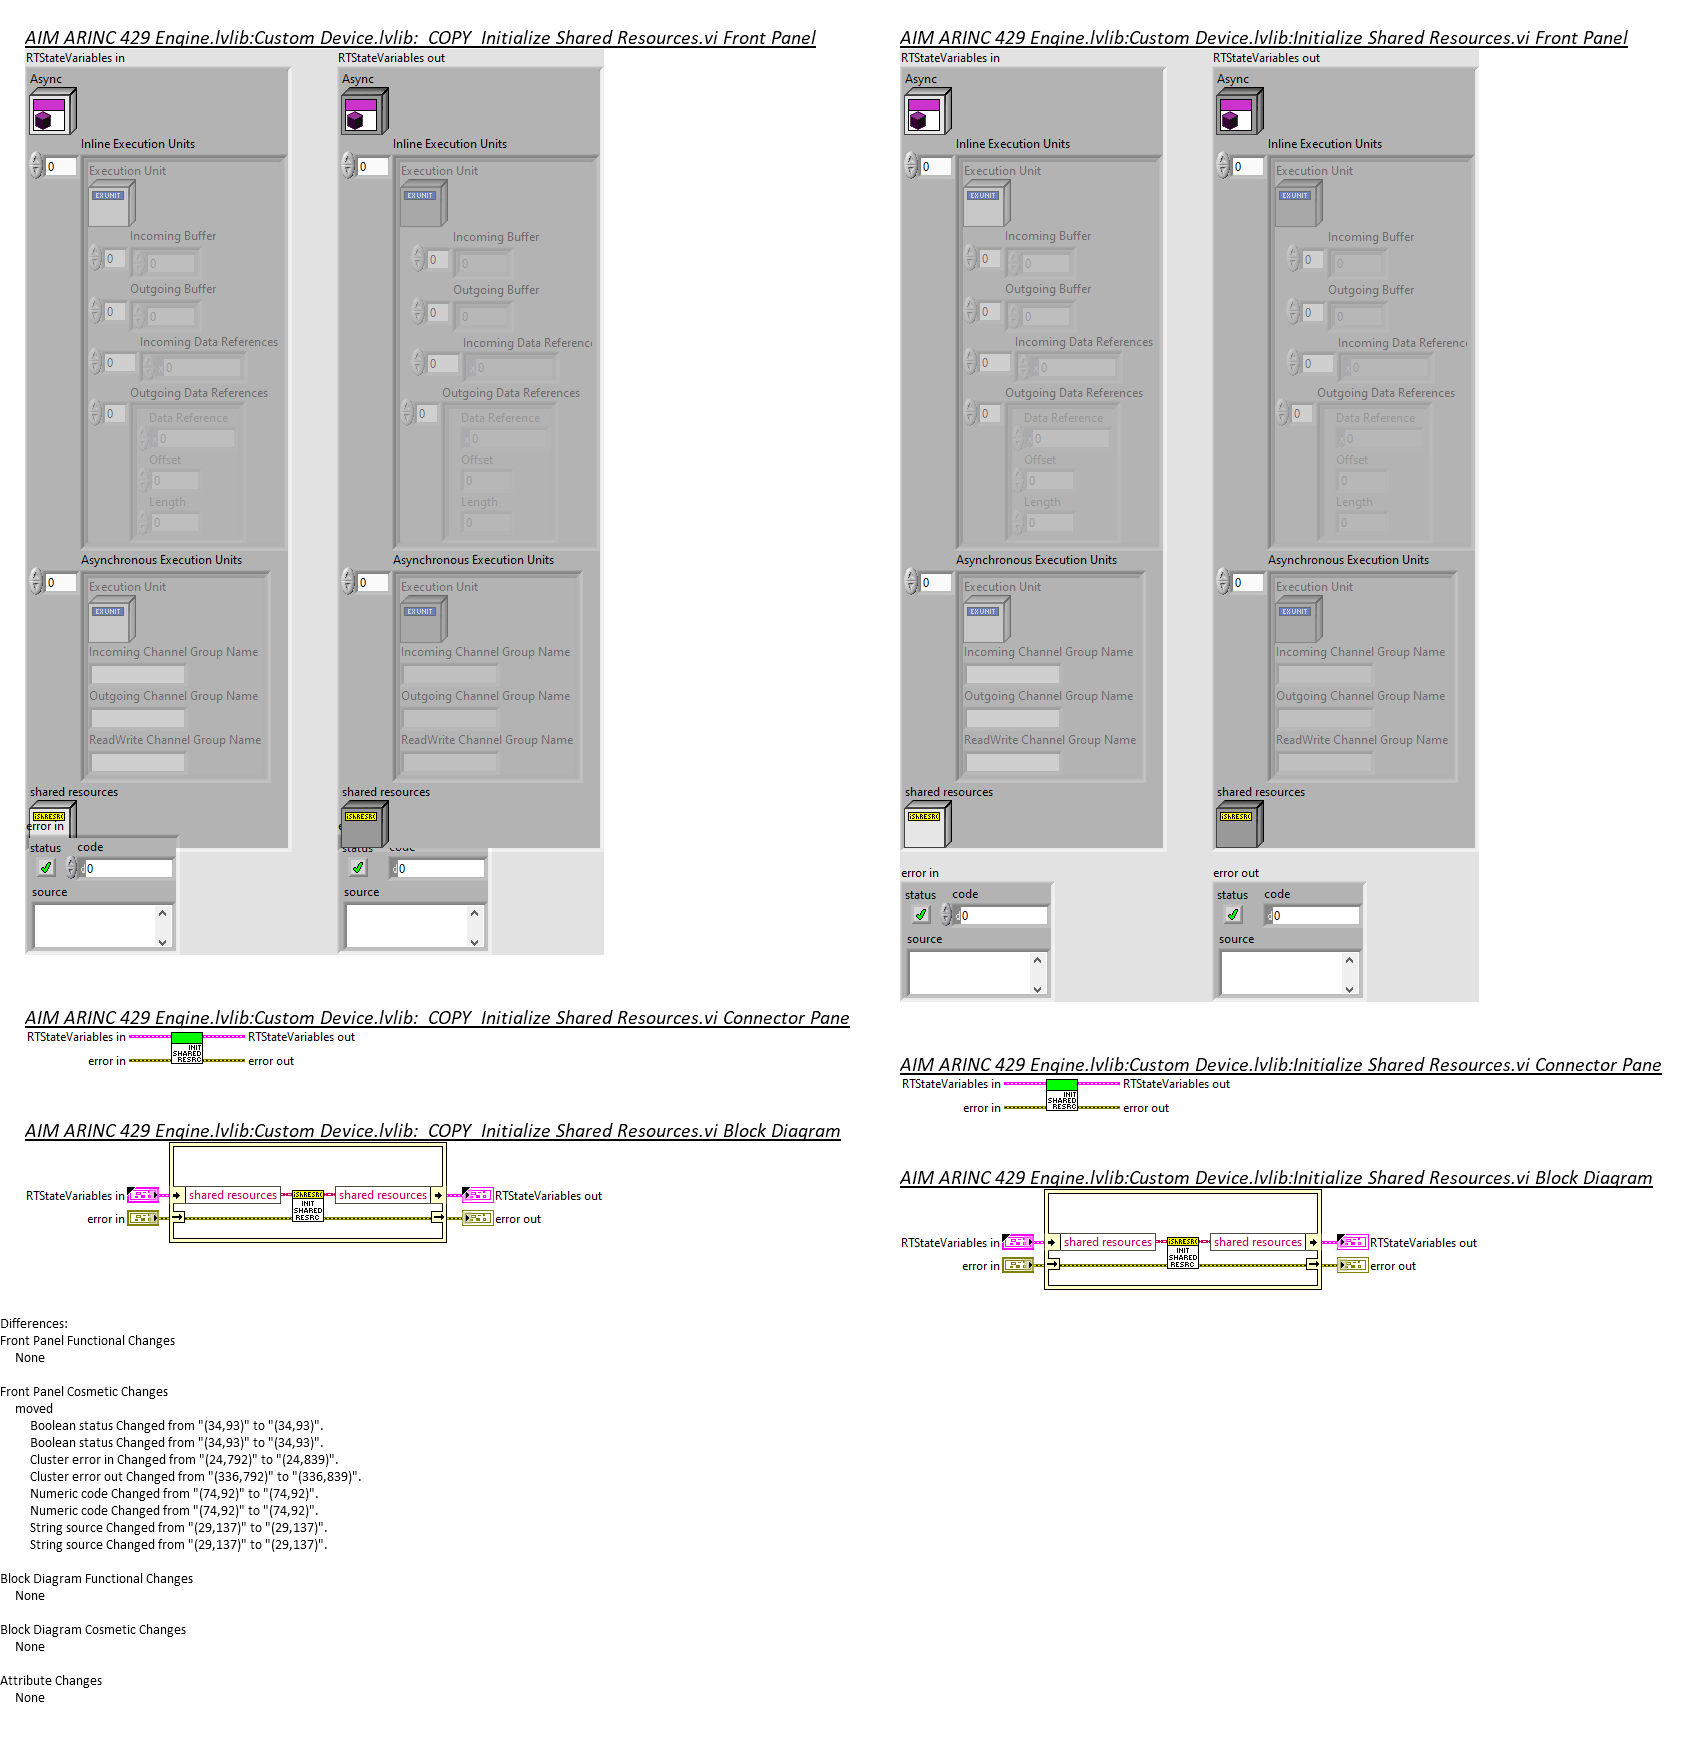 AIM ARINC 429 Engine.lvlib:Custom Device.lvlib:  COPY  Initialize Shared Resources.vi Front Panel
RTStateVariables in
Async
Inline Execution Units
0
Execution Unit
EX UNIT
Incoming Buffer
0 0
Outgoing Buffer
0 0
Incoming Data References
0 0
Outgoing Data References
0
Data Reference
0
Offset
0
Length
0
Asynchronous Execution Units
0
Execution Unit
EX UNIT
Incoming Channel Group Name
Outgoing Channel Group Name
ReadWrite Channel Group Name
shared resources
iShRESRC
error in
status code
0
source
RTStateVariables out
Async
Inline Execution Units
0
Execution Unit
EX UNIT
Incoming Buffer
0 0
Outgoing Buffer
0 0
Incoming Data Referenc
0 0
Outgoing Data References
0
Data Reference
0
Offset
0
Length
0
Asynchronous Execution Units
0
Execution Unit
EX UNIT
Incoming Channel Group Name
Outgoing Channel Group Name
ReadWrite Channel Group Name
shared resources
iShRESRC
status code
0
source
AIM ARINC 429 Engine.lvlib:Custom Device.lvlib:  COPY  Initialize Shared Resources.vi Connector Pane
RTStateVariables in
RTStateVariables out
INIT
SHARED
RESRC
error in
error out
AIM ARINC 429 Engine.lvlib:Custom Device.lvlib:  COPY  Initialize Shared Resources.vi Block Diagram
RTStateVariables in shared resources iShRESRC shared resources RTStateVariables out
INIT
SHARED
RESRC
error in error out
AIM ARINC 429 Engine.lvlib:Custom Device.lvlib:Initialize Shared Resources.vi Front Panel
RTStateVariables in
Async
Inline Execution Units
0
Execution Unit
EX UNIT
Incoming Buffer
0 0
Outgoing Buffer
0 0
Incoming Data References
0 0
Outgoing Data References
0
Data Reference
0
Offset
0
Length
0
Asynchronous Execution Units
0
Execution Unit
EX UNIT
Incoming Channel Group Name
Outgoing Channel Group Name
ReadWrite Channel Group Name
shared resources
iShRESRC
error in
status code
0
source
RTStateVariables out
Async
Inline Execution Units
0
Execution Unit
EX UNIT
Incoming Buffer
0 0
Outgoing Buffer
0 0
Incoming Data Referenc
0 0
Outgoing Data References
0
Data Reference
0
Offset
0
Length
0
Asynchronous Execution Units
0
Execution Unit
EX UNIT
Incoming Channel Group Name
Outgoing Channel Group Name
ReadWrite Channel Group Name
shared resources
iShRESRC
error out
status code
0
source
AIM ARINC 429 Engine.lvlib:Custom Device.lvlib:Initialize Shared Resources.vi Connector Pane
RTStateVariables in
RTStateVariables out
INIT
SHARED
RESRC
error in
error out
AIM ARINC 429 Engine.lvlib:Custom Device.lvlib:Initialize Shared Resources.vi Block Diagram
RTStateVariables in shared resources iShRESRC shared resources RTStateVariables out
INIT
SHARED
RESRC
error in error out
Differences:
Front Panel Functional Changes
None
Front Panel Cosmetic Changes
moved
Boolean status Changed from "(34,93)" to "(34,93)".
Boolean status Changed from "(34,93)" to "(34,93)".
Cluster error in Changed from "(24,792)" to "(24,839)".
Cluster error out Changed from "(336,792)" to "(336,839)".
Numeric code Changed from "(74,92)" to "(74,92)".
Numeric code Changed from "(74,92)" to "(74,92)".
String source Changed from "(29,137)" to "(29,137)".
String source Changed from "(29,137)" to "(29,137)".
Block Diagram Functional Changes
None
Block Diagram Cosmetic Changes
None
Attribute Changes
None